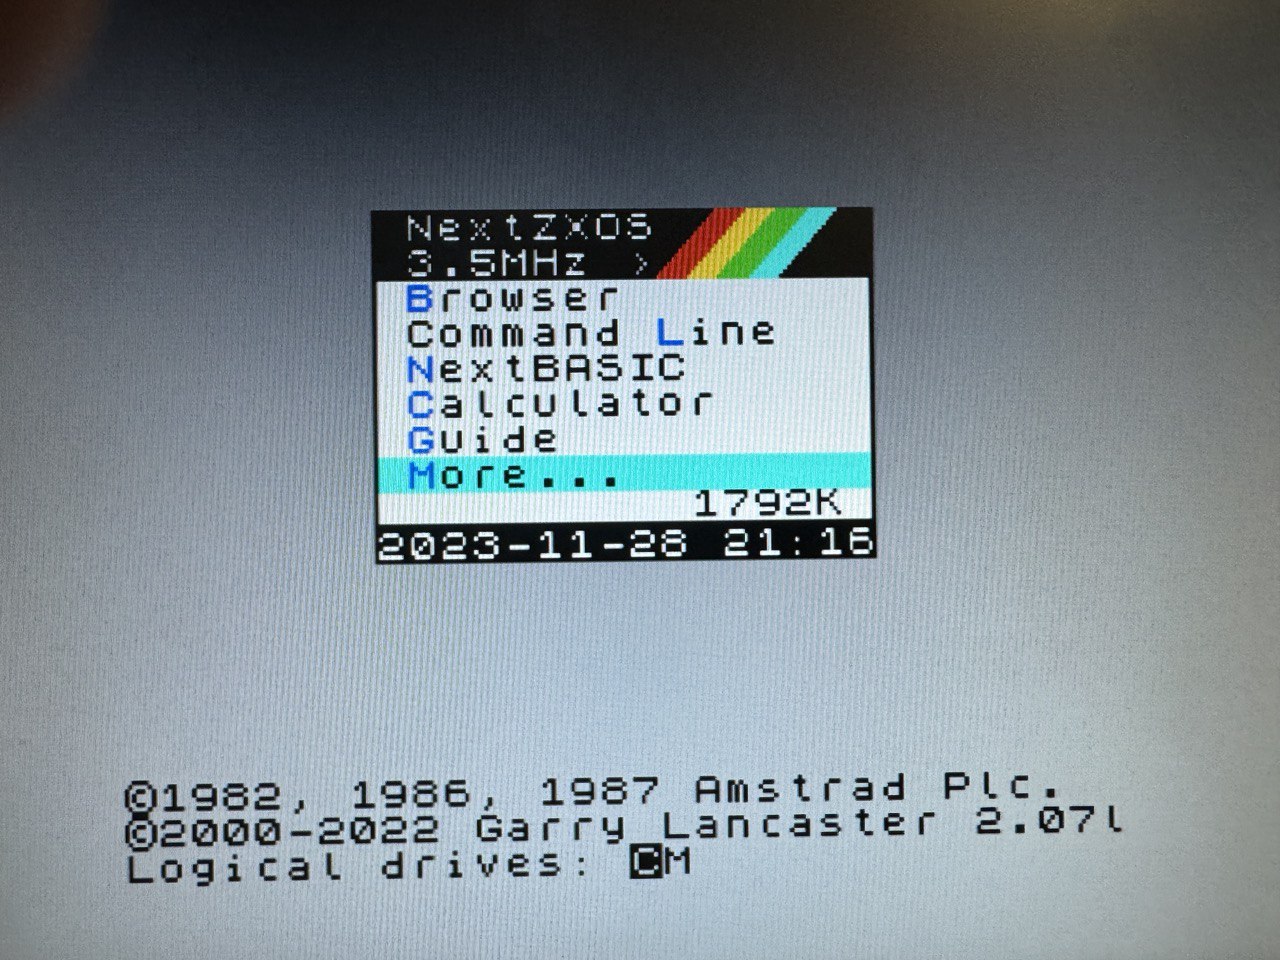 NextZXOS
3.5MHz >
Browser
Command Line
NextBASIC
Calculator
Guide
More...
1792K
2023-11-28 21:16
©1982, 1986, 1987 Amstrad Plc.
©2000-2022 Garry Lancaster 2.07l
Logical drives: CM